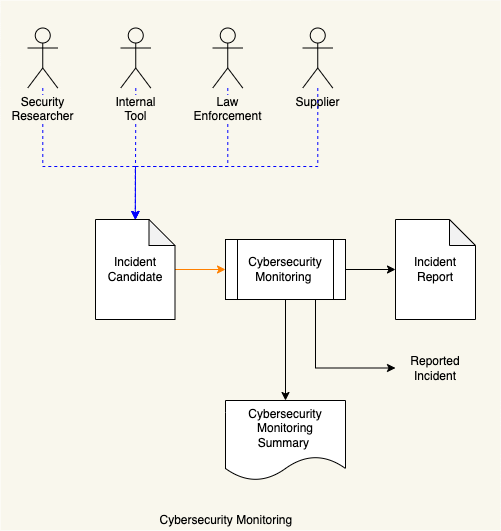 Security
Researcher
Internal
Tool
Law
Enforcement
Supplier
Incident
Candidate
Cybersecurity
Monitoring
Incident
Report
Reported
Incident
Cybersecurity
Monitoring
Summary
Cybersecurity Monitoring